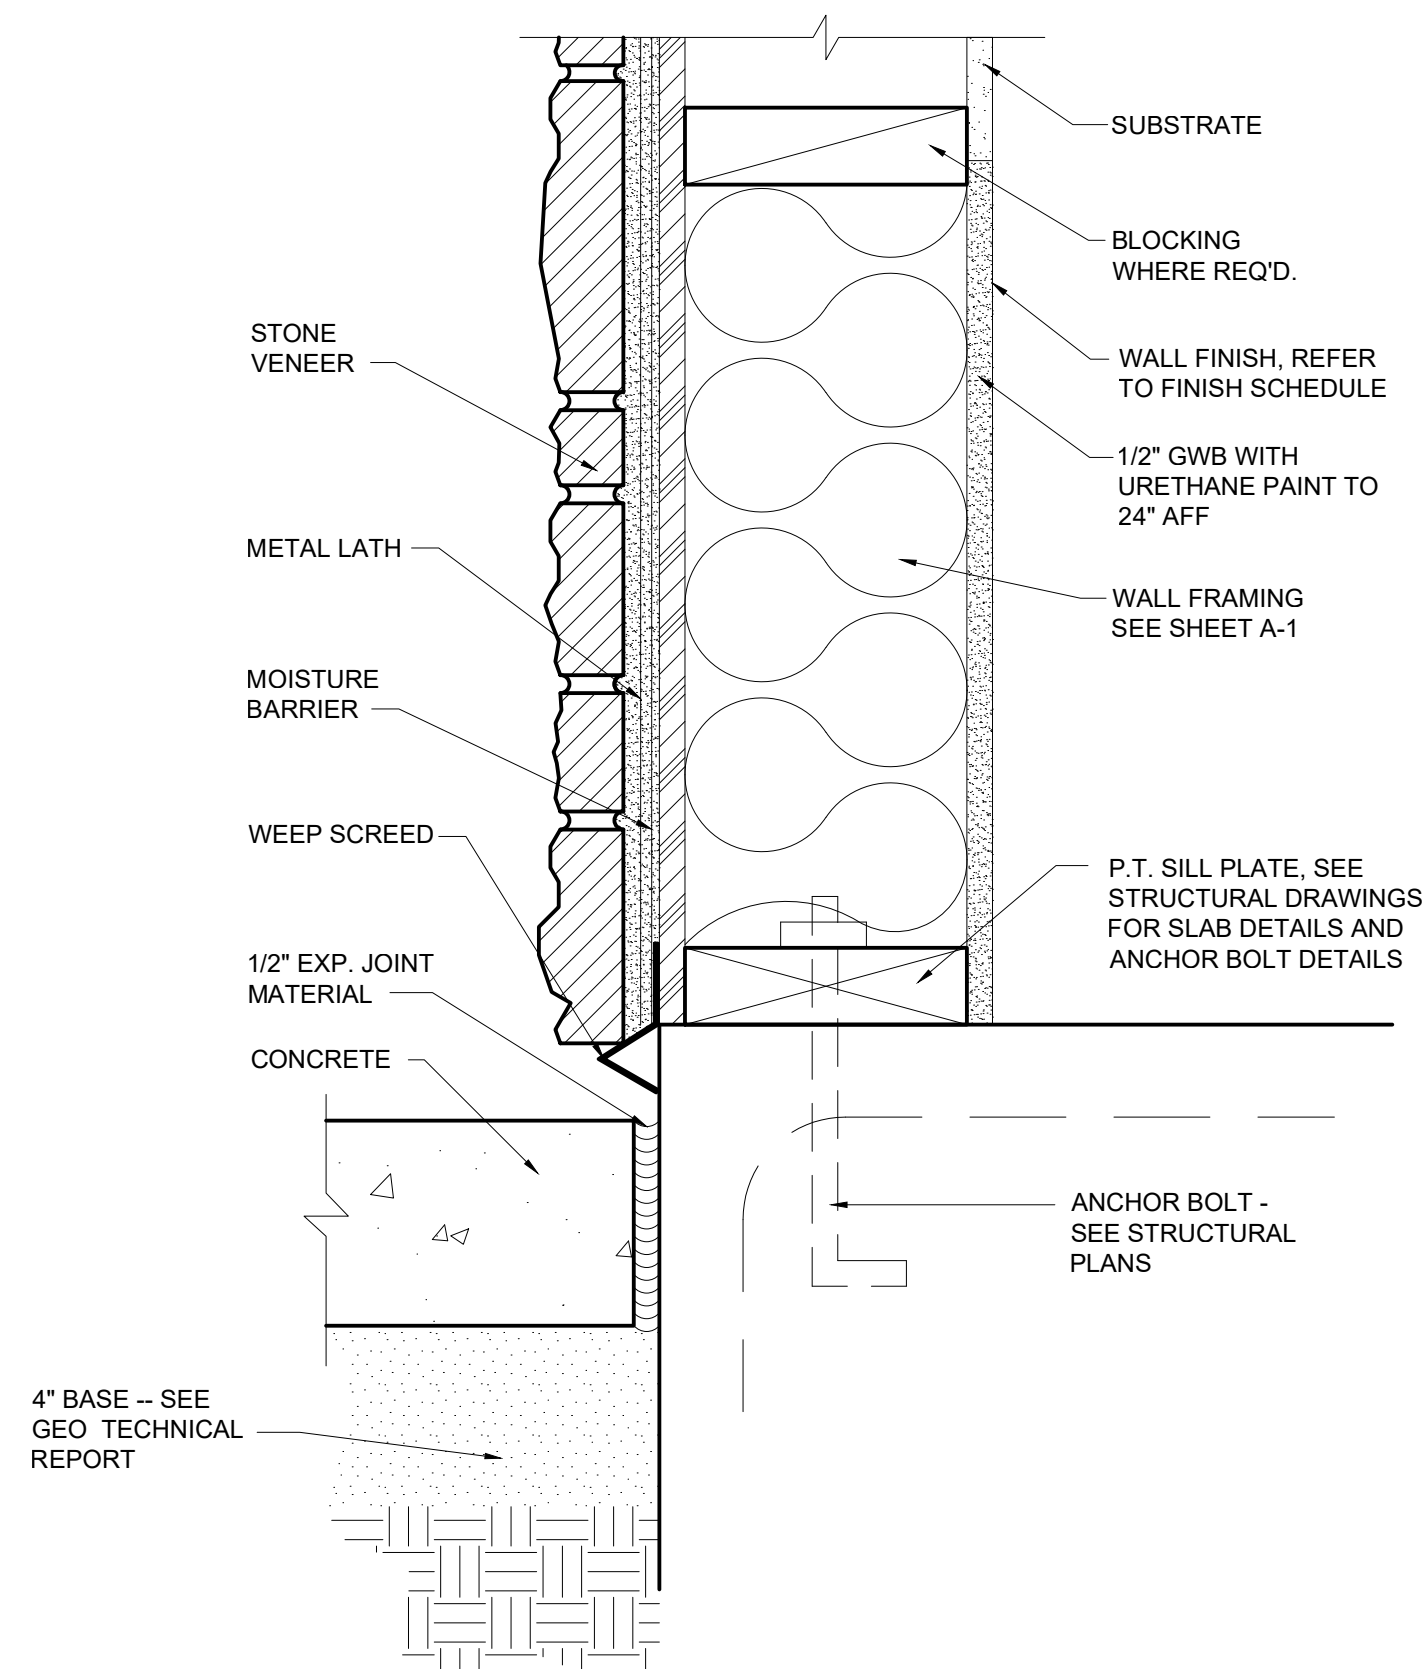 SUBSTRATE
BLOCKING
WHERE REQ'D.
STONE
VENEER
WALL FINISH, REFER
TO FINISH SCHEDULE
1/2" GWB WITH
URETHANE PAINT TO
24" AFF
METAL LATH
WALL FRAMING
SEE SHEET A-1
MOISTURE
BARRIER
WEEP SCREED
P.T. SILL PLATE, SEE
STRUCTURAL DRAWINGS
FOR SLAB DETAILS AND
ANCHOR BOLT DETAILS
1/2" EXP. JOINT
MATERIAL
CONCRETE
ANCHOR BOLT -
SEE STRUCTURAL
PLANS
4" BASE -- SEE
GEO TECHNICAL
REPORT